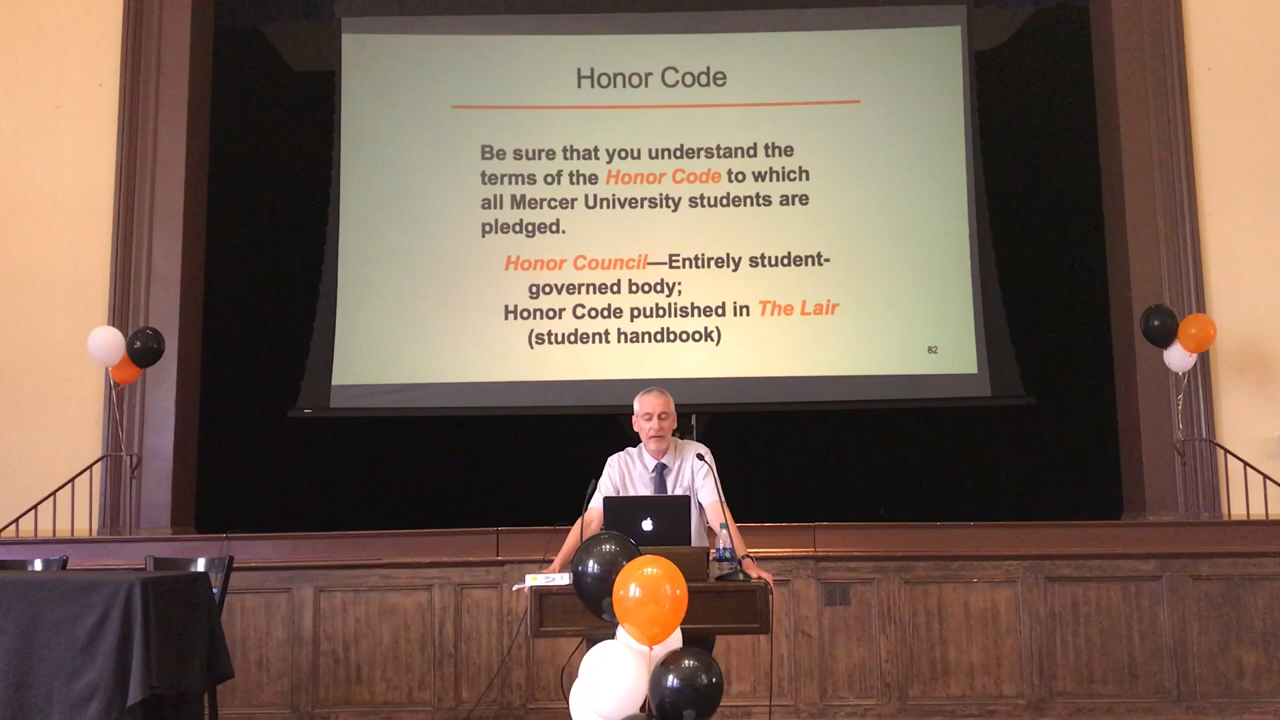 Honor Code
Be sure that you understand the
terms of the Honor Code to which
all Mercer University students are
pledged.
Honor Council—Entirely student-
governed body;
Honor Code published in The Lair
(student handbook)
82